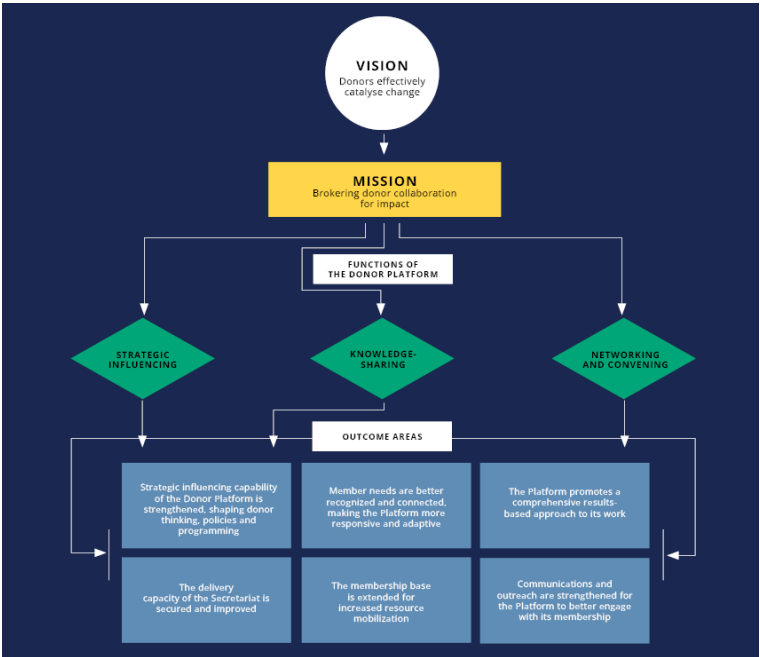 VISION
Donors effectively
catalyse change
MISSION
Brokering donor collaboration
for impact
FUNCTIONS OF
THE DONOR PLATFORM
STRATEGIC
INFLUENCING
KNOWLEDGE-
SHARING
NETWORKING
AND CONVENING
OUTCOME AREAS
Strategic influencing capability
of the Donor Platform is
strengthened, shaping donor
thinking, policies and
programming
Member needs are better
recognized and connected,
making the Platform more
responsive and adaptive
The Platform promotes a
comprehensive results-
based approach to its work
The delivery
capacity of the Secretariat is
secured and improved
The membership base
is extended for
increased resource
mobilization
Communications and
outreach are strengthened for
the Platform to better engage
with its membership